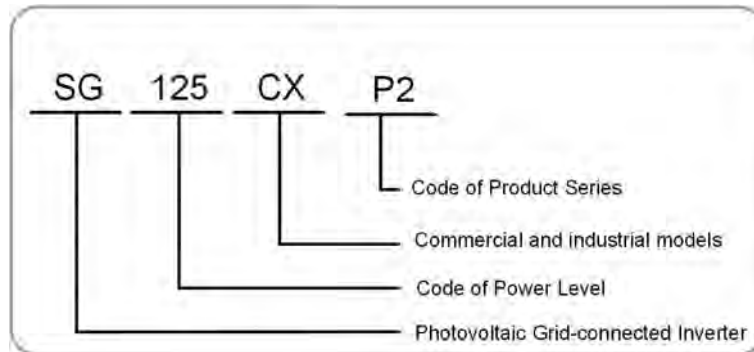 SG 125 CX P2
Code of Product Series
Commercial and industrial models
Code of Power Level
Photovoltaic Grid-connected Inverter